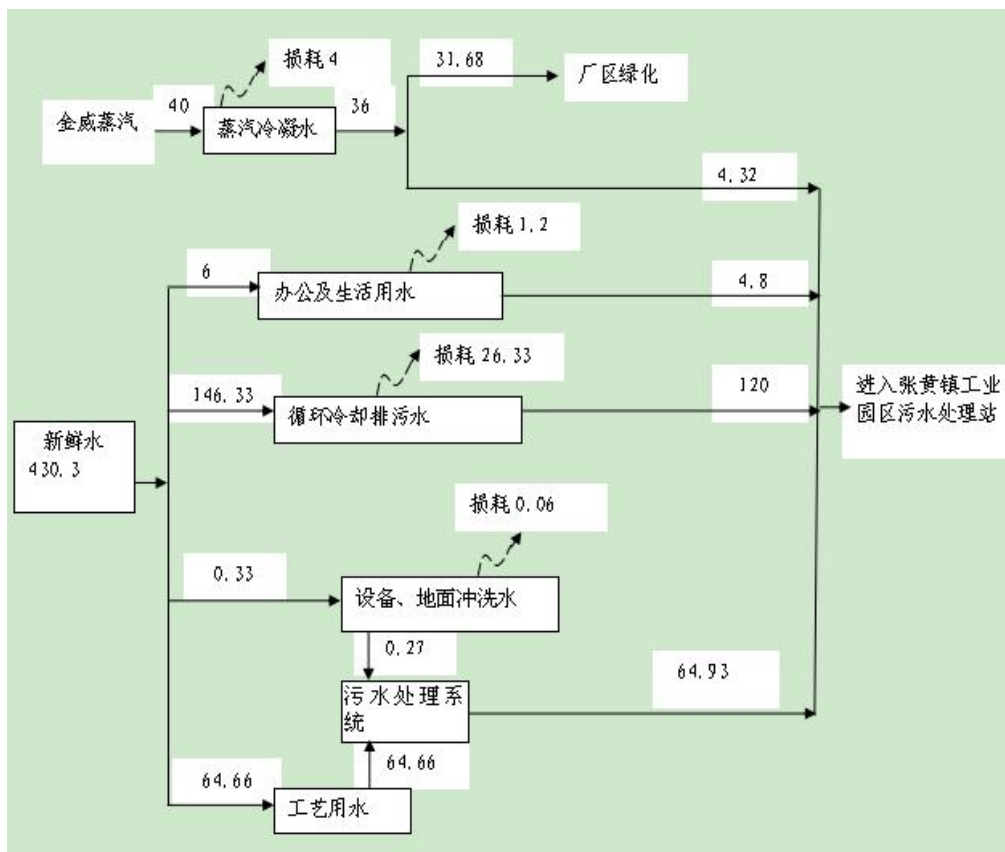 损耗4
31.68
厂区绿化
40
36
金威蒸汽
蒸汽冷凝水
4.32
损耗1.2
6
办公及生活用水
4.8
损耗26.33
146.33
循环冷却排污水
120
进入张黄镇工业
园区污水处理站
新鲜水
430.3
损耗0.06
0.33
设备、地面冲洗水
0.27
污水处理系
统
64.93
64.66
64.66
工艺用水